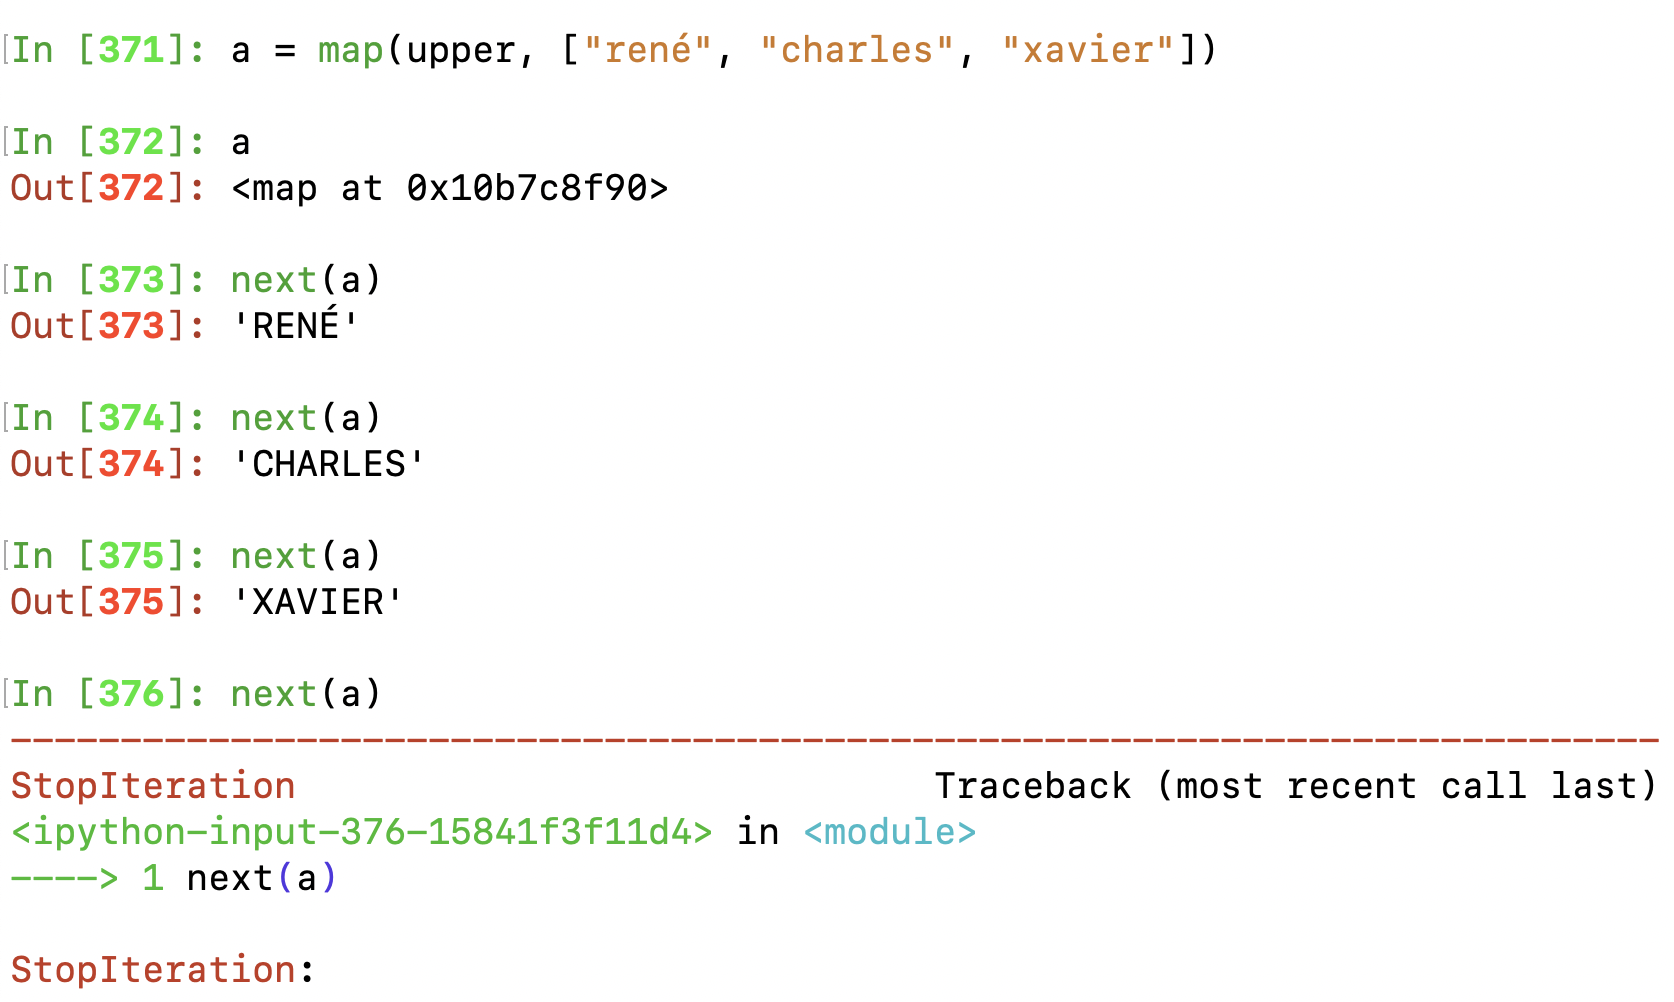 In [371]: a = map(upper, ["rené", "charles", "xavier"])
In [372]: a
Out[372]: <map at 0x10b7c8f90>
In [373]: next(a)
Out[373]: 'RENÉ'
In [374]: next(a)
Out[374]: 'CHARLES'
In [375]: next(a)
Out[375]: 'XAVIER'
In [376]: next(a)
---------------------------------------------------------------------------
StopIteration                             Traceback (most recent call last)
<ipython-input-376-15841f3f11d4> in <module>
----> 1 next(a)
StopIteration: